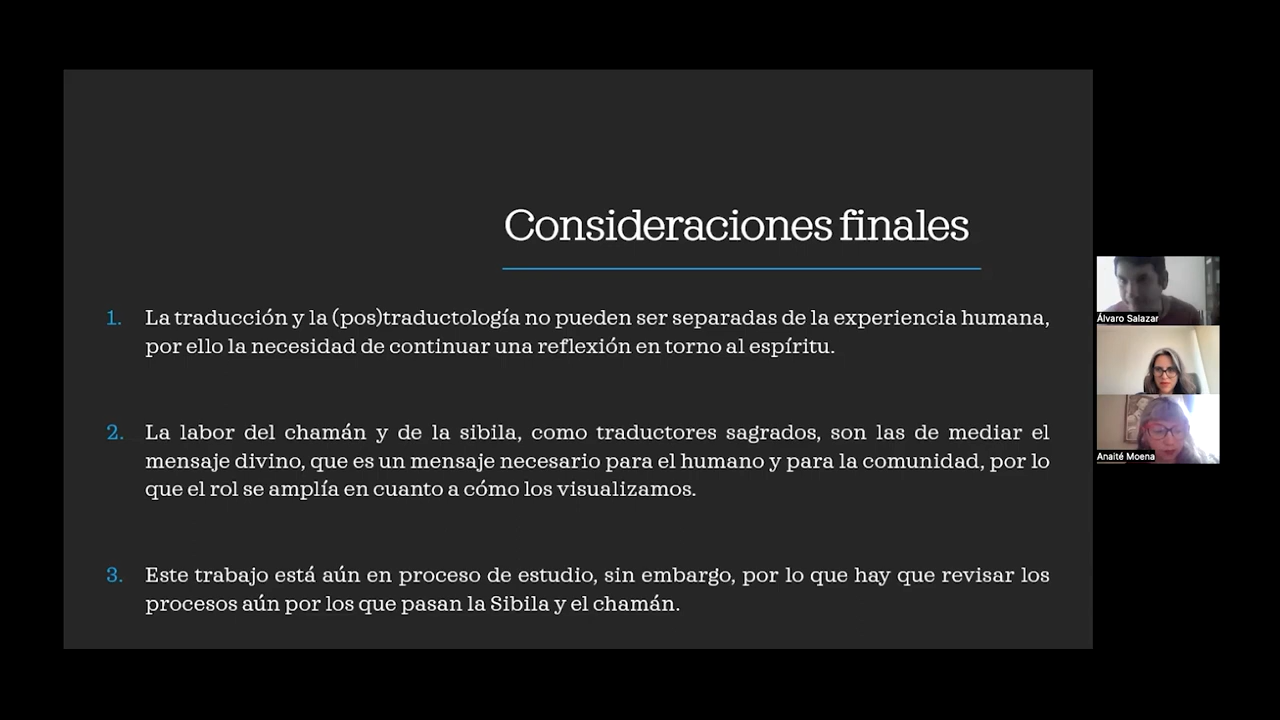 Consideraciones finales
1. La traducción y la (pos)traductología no pueden ser separadas de la experiencia humana,
por ello la necesidad de continuar una reflexión en torno al espíritu.
2. La labor del chamán y de la sibila, como traductores sagrados, son las de mediar el
mensaje divino, que es un mensaje necesario para el humano y para la comunidad, por lo
que el rol se amplía en cuanto a cómo los visualizamos.
3. Este trabajo está aún en proceso de estudio, sin embargo, por lo que hay que revisar los
procesos aún por los que pasan la Sibila y el chamán.
Álvaro Salazar
Anaité Moena